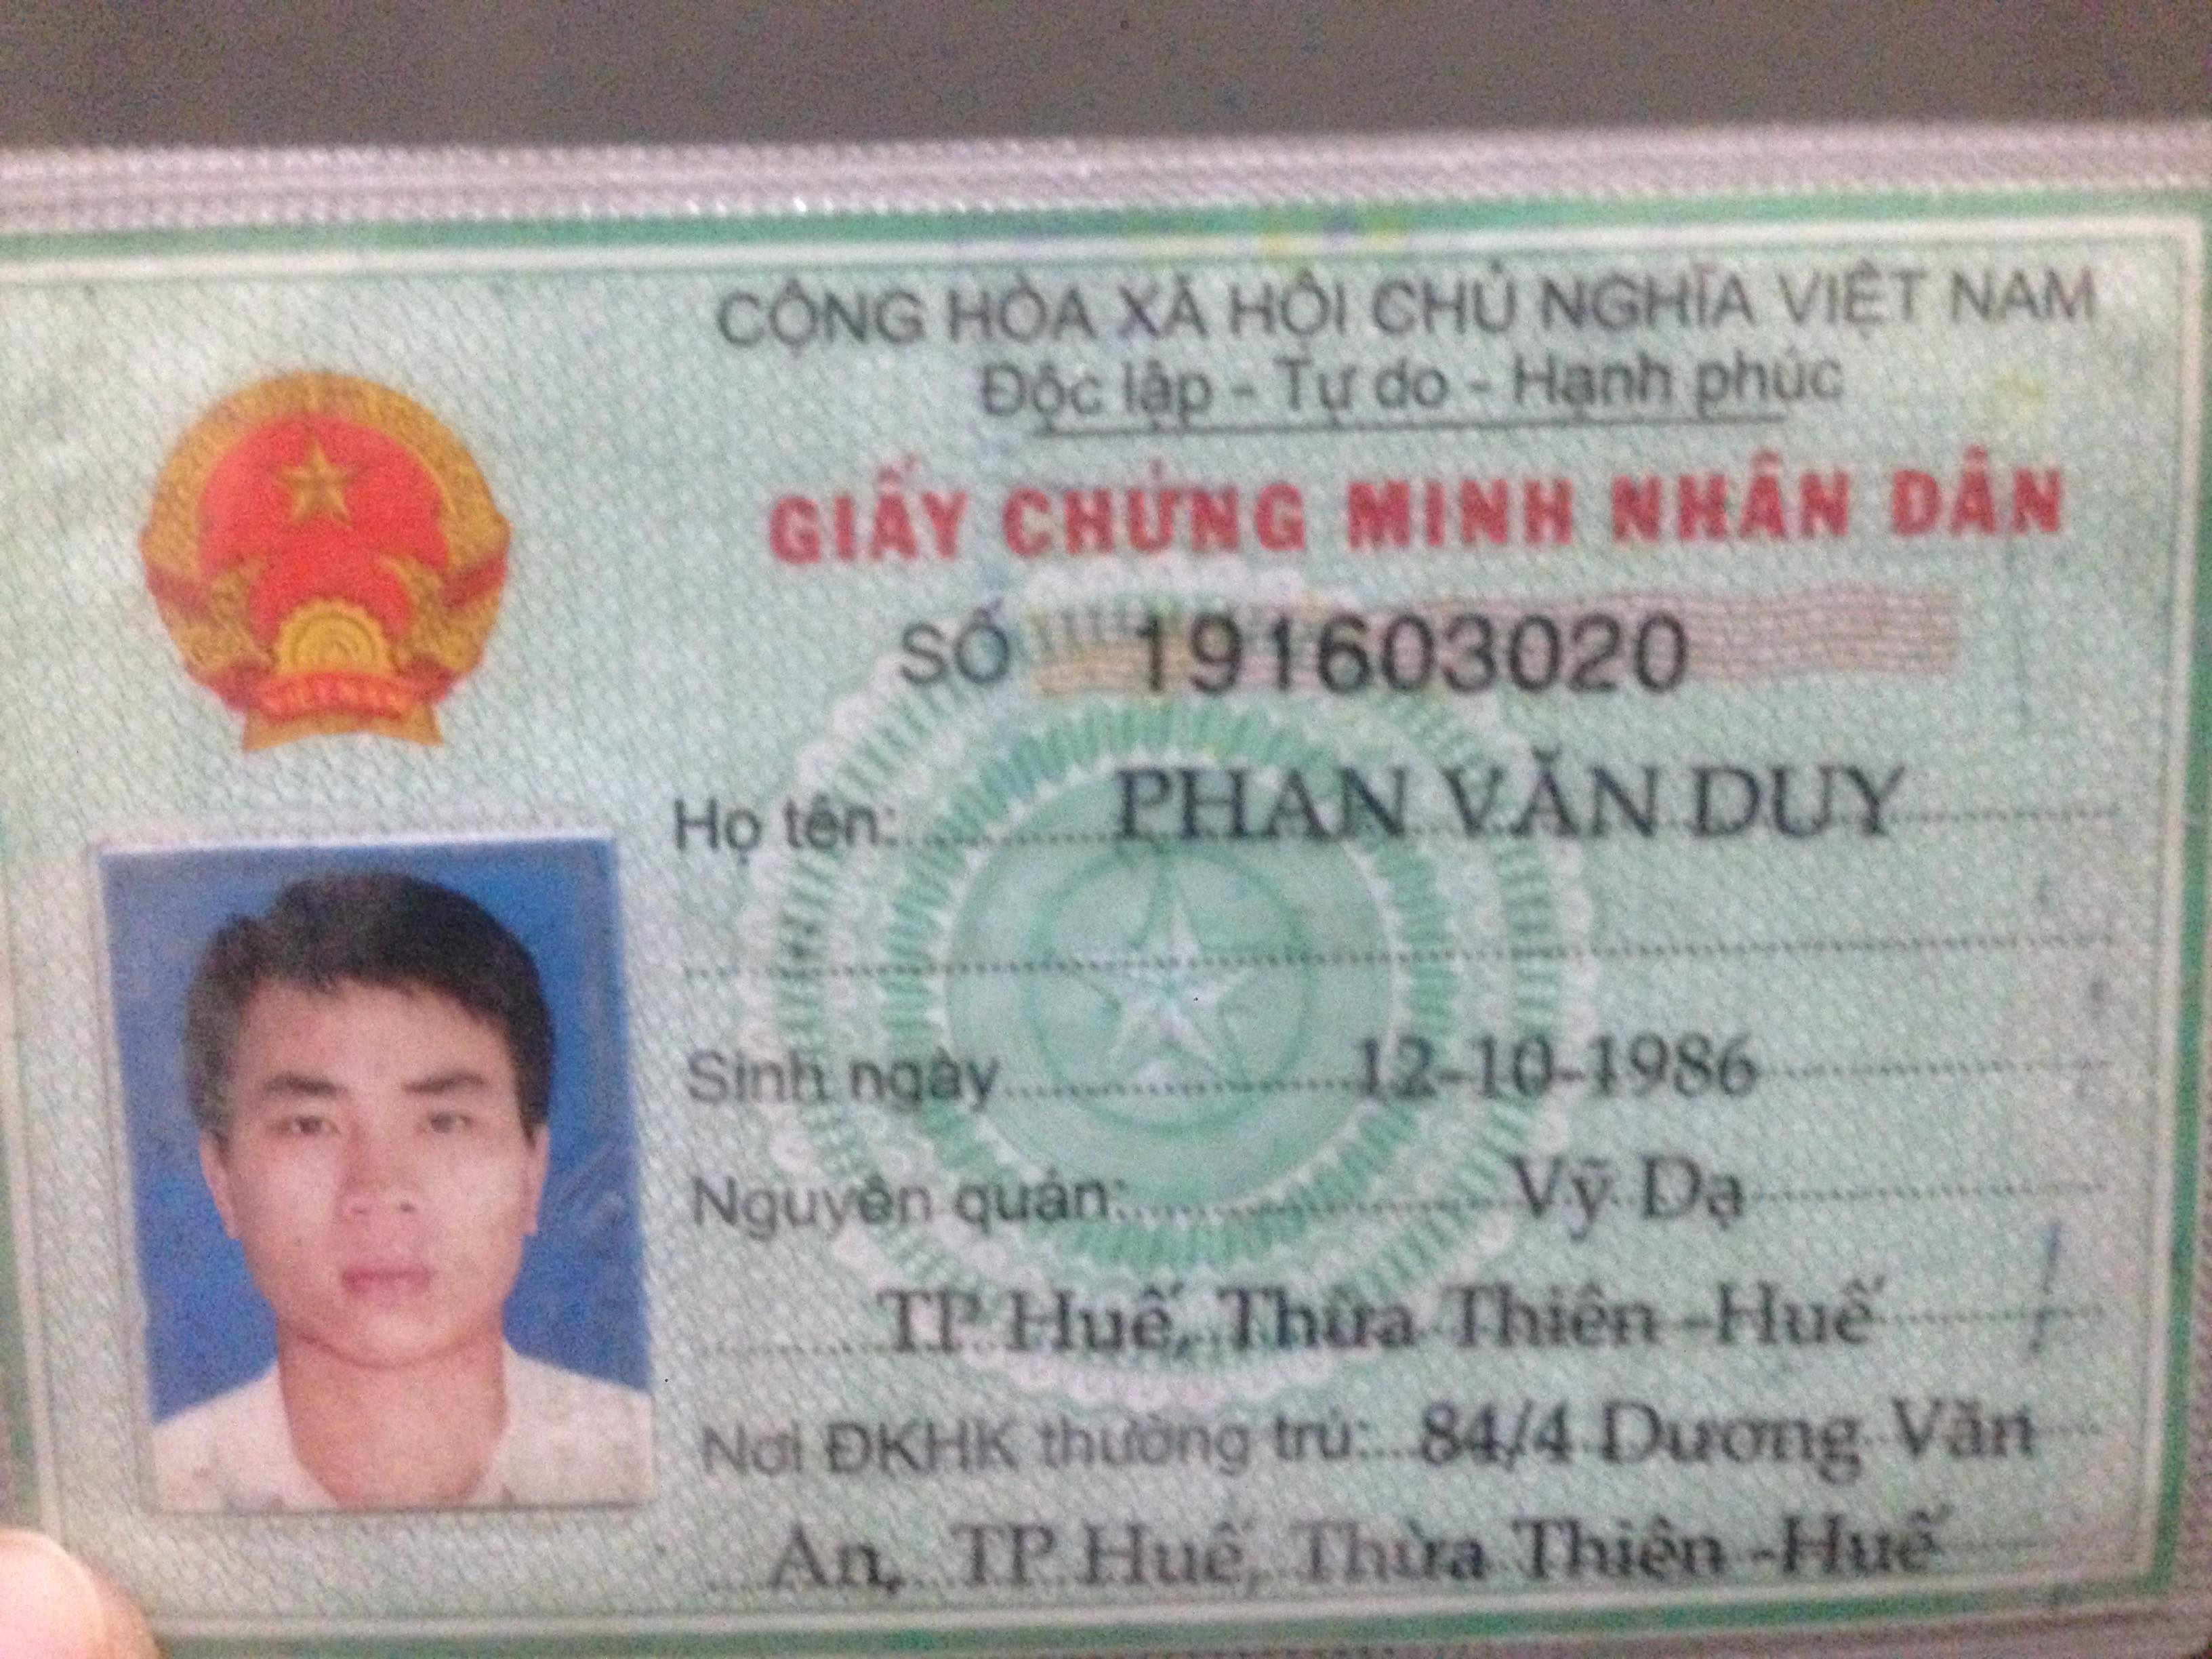 CỘNG HÒA XÃ HỘI CHỦ NGHĨA VIỆT NAM
Độc lập - Tự do - Hạnh phúc
GIẤY CHỨNG MINH NHÂN DÂN
SỐ 191603020
Họ tên: PHAN VĂN DUY
Sinh ngày 12-10-1986
Nguyên quán: Vỹ Dạ
TP Huế, Thừa Thiên -Huế
Nơi ĐKHK thường trú: 84/4 Dương Văn
An, TP Huế, Thừa Thiên -Huế
VIỆT NAM